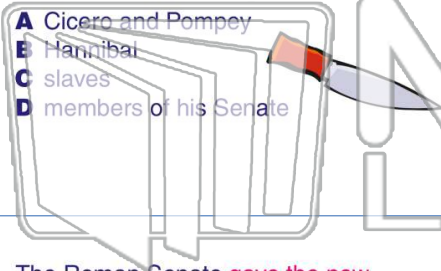 A Cicero and Pompey
B Hannibal
C slaves
D members of his Senate
The Roman Senate gave the new